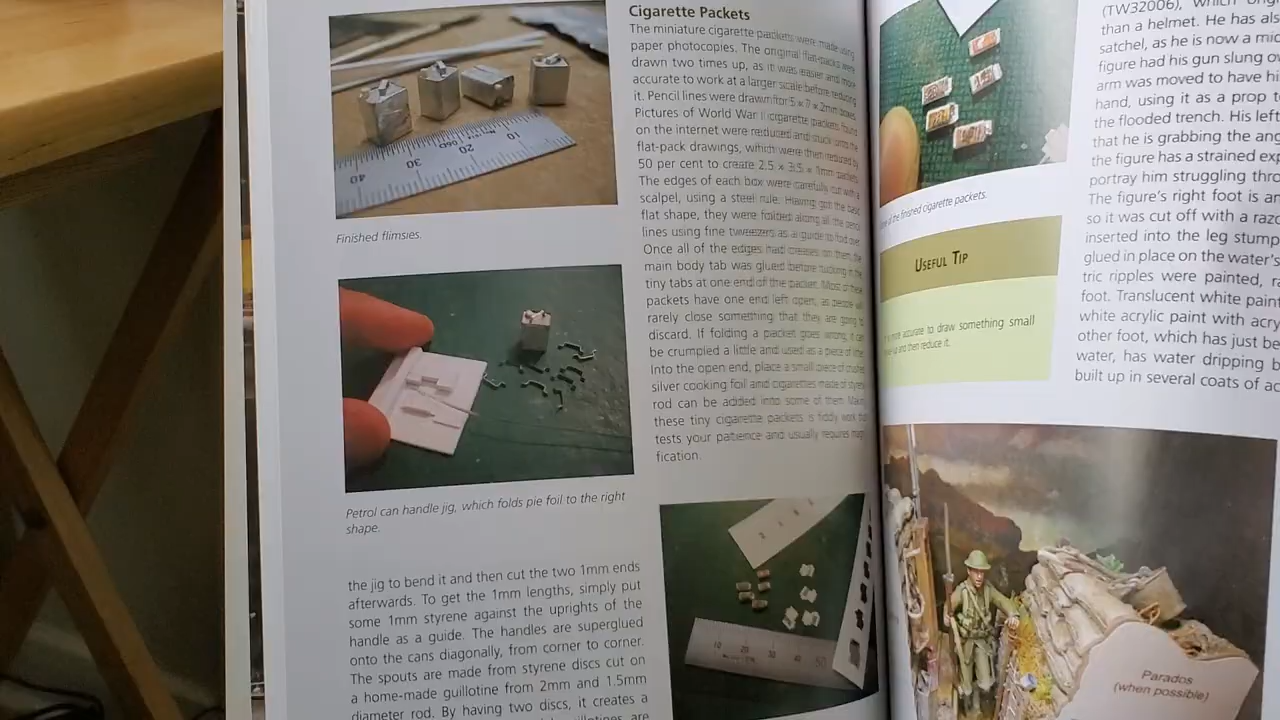 Finished flimsies.
Petrol can handle jig, which folds pie foil to the right
shape.
the jig to bend it and then cut the two 1mm ends
afterwards. To get the 1mm lengths, simply put
some 1mm styrene against the uprights of the
handle as a guide. The handles are superglued
onto the cans diagonally, from corner to corner.
The spouts are made from styrene discs cut on
a home-made guillotine from 2mm and 1.5mm
diameter rod. By having two discs, it creates a
Cigarette Packets
The miniature cigarette packets were made using
paper photocopies. The original flat-packs were
drawn two times up, as it was easier and more
accurate to work at a larger scale before reducing
it. Pencil lines were drawn for 5 × 7 × 2mm boxes.
Pictures of World War I cigarette packets found
on the internet were reduced and stuck onto the
flat-pack drawings, which were then reduced by
50 per cent to create 2.5 × 3.5 × 1mm packets.
The edges of each box were carefully cut with a
scalpel, using a steel rule. Having got the basic
flat shape, they were folded along all the pencil
lines using fine tweezers as a guide to fold over.
Once all of the edges had creases on them, the
main body tab was glued before tucking in the
tiny tabs at one end of the packet. Most of these
packets have one end left open, as people will
rarely close something that they are going to
discard. If folding a packet goes wrong, it can
be crumpled a little and used as a piece of litter.
Into the open end, place a small piece of crushed
silver cooking foil and cigarettes made of styrene
rod can be added into some of them. Making
these tiny cigarette packets is fiddly work that
tests your patience and usually requires magni-
fication.
of the finished cigarette packets.
USEFUL TIP
more accurate to draw something small
and then reduce it.
(TW32006), which
than a helmet. He has
satchel, as he is now a
figure had his gun slung
arm was moved to have
hand, using it as a prop
the flooded trench. His left
that he is grabbing the
the figure has a strained
portray him struggling
The figure's right foot is
so it was cut off with a
inserted into the leg stump
glued in place on the water's
tric ripples were painted,
foot. Translucent white
white acrylic paint with
other foot, which has just
water, has water dripping
built up in several coats of
Parados
(when possible)
10 20 30 40
10 20 30 40 50